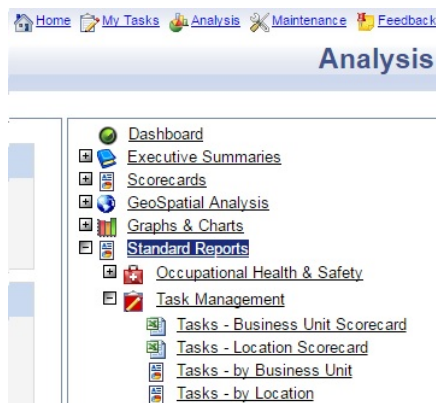 Home My Tasks Analysis Maintenance Feedback
Analysis
Dashboard
Executive Summaries
Scorecards
GeoSpatial Analysis
Graphs & Charts
Standard Reports
Occupational Health & Safety
Task Management
Tasks - Business Unit Scorecard
Tasks - Location Scorecard
Tasks - by Business Unit
Tasks - by Location